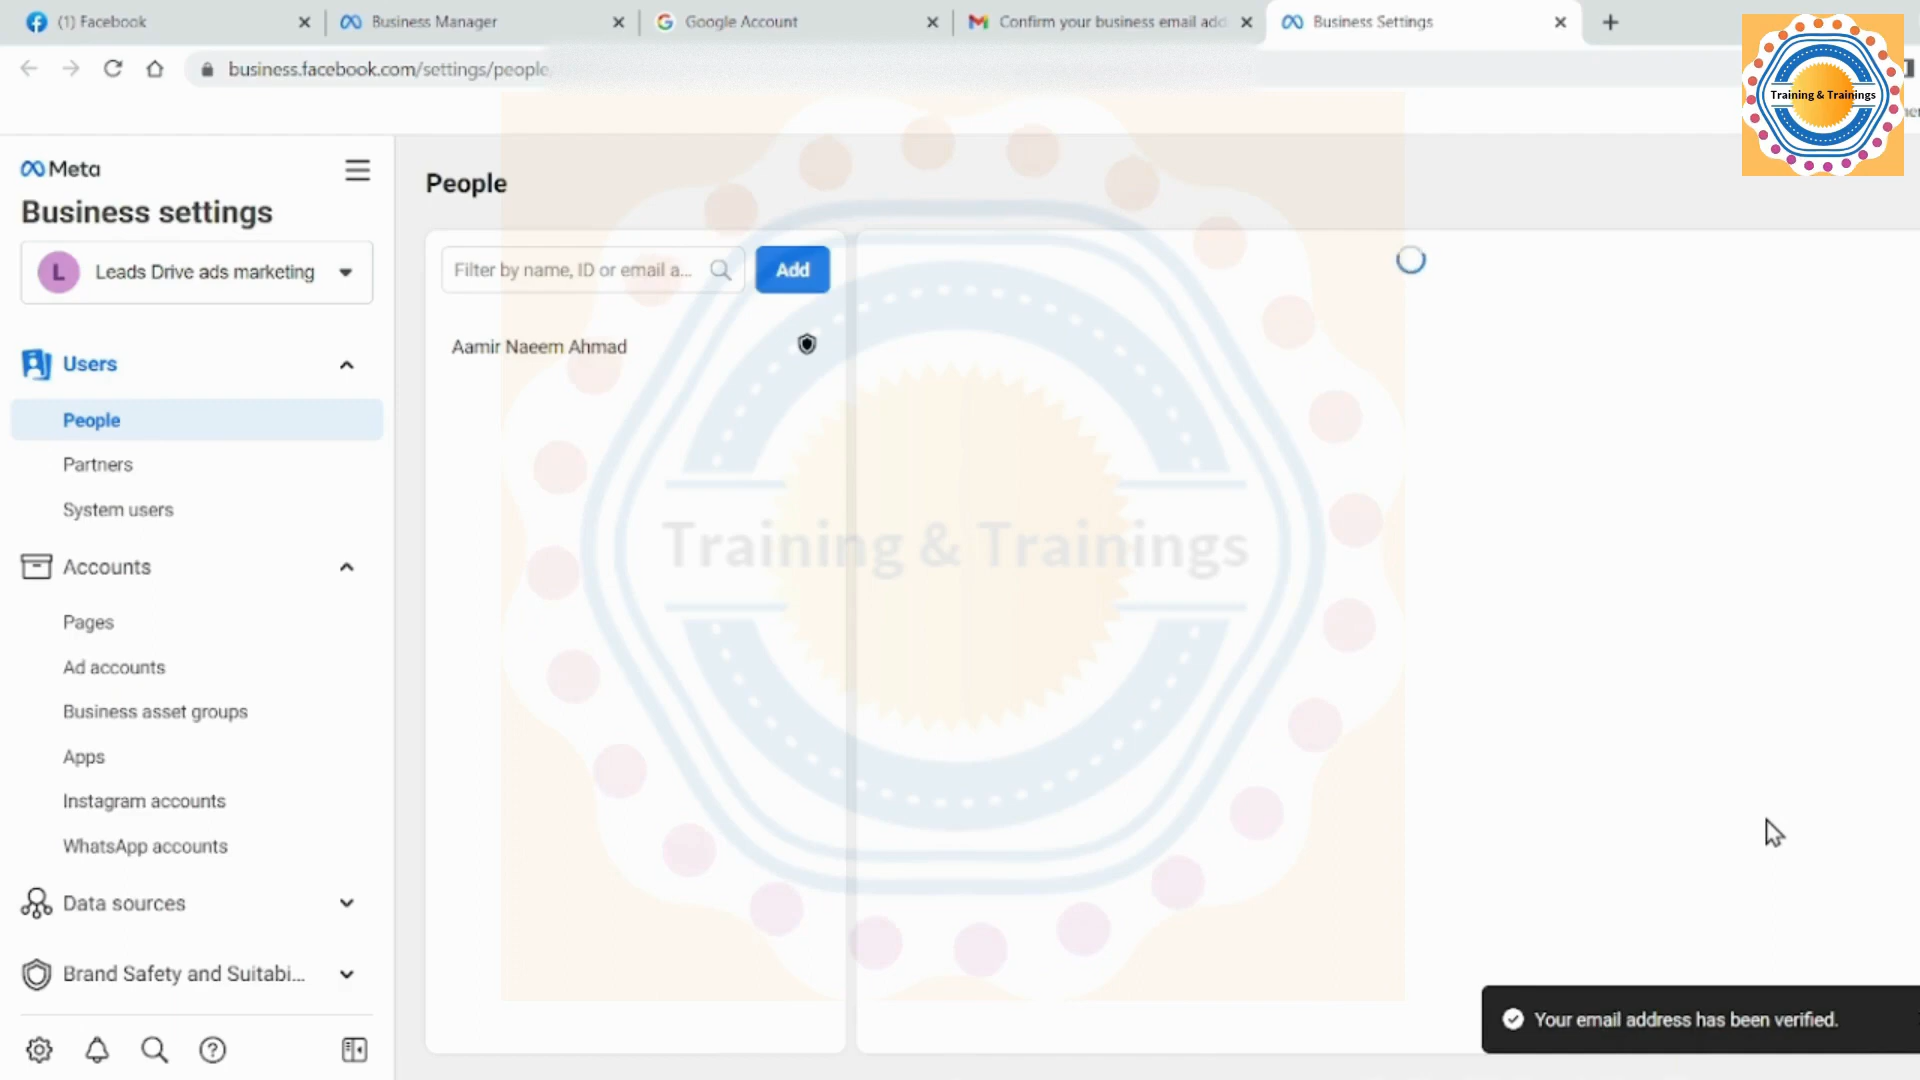 (1) Facebook
Business Manager
Google Account
Confirm your business email add
Business Settings
business.facebook.com/settings/people
Training & Trainings
Meta
Business settings
L
Leads Drive ads marketing
Users
People
Partners
System users
Accounts
Pages
Ad accounts
Business asset groups
Apps
Instagram accounts
WhatsApp accounts
Data sources
Brand Safety and Suitabi...
People
Filter by name, ID or email a...
Add
Aamir Naeem Ahmad
Training & Trainings
Your email address has been verified.